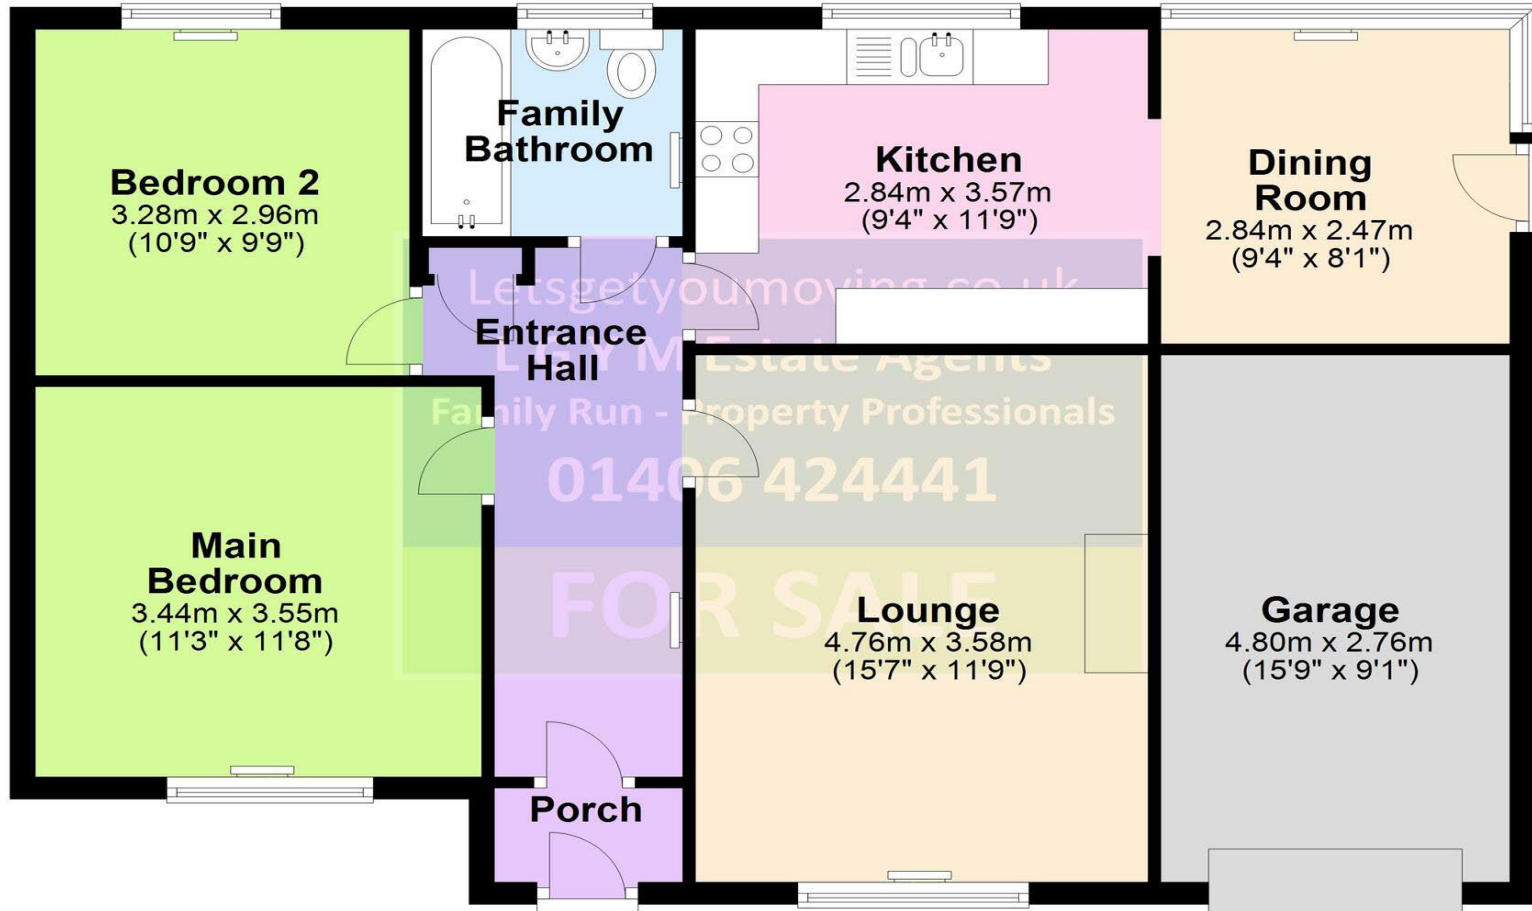 Bedroom 2
3.28m x 2.96m
(10'9" x 9'9")
Family
Bathroom
Kitchen
2.84m x 3.57m
(9'4" x 11'9")
Dining
Room
2.84m x 2.47m
(9'4" x 8'1")
Letsgetyoumoving.co.uk
Entrance
Hall
L G Y M Estate Agents
Family Run - Property Professionals
01406 424441
FOR SALE
Main
Bedroom
3.44m x 3.55m
(11'3" x 11'8")
Lounge
4.76m x 3.58m
(15'7" x 11'9")
Garage
4.80m x 2.76m
(15'9" x 9'1")
Porch